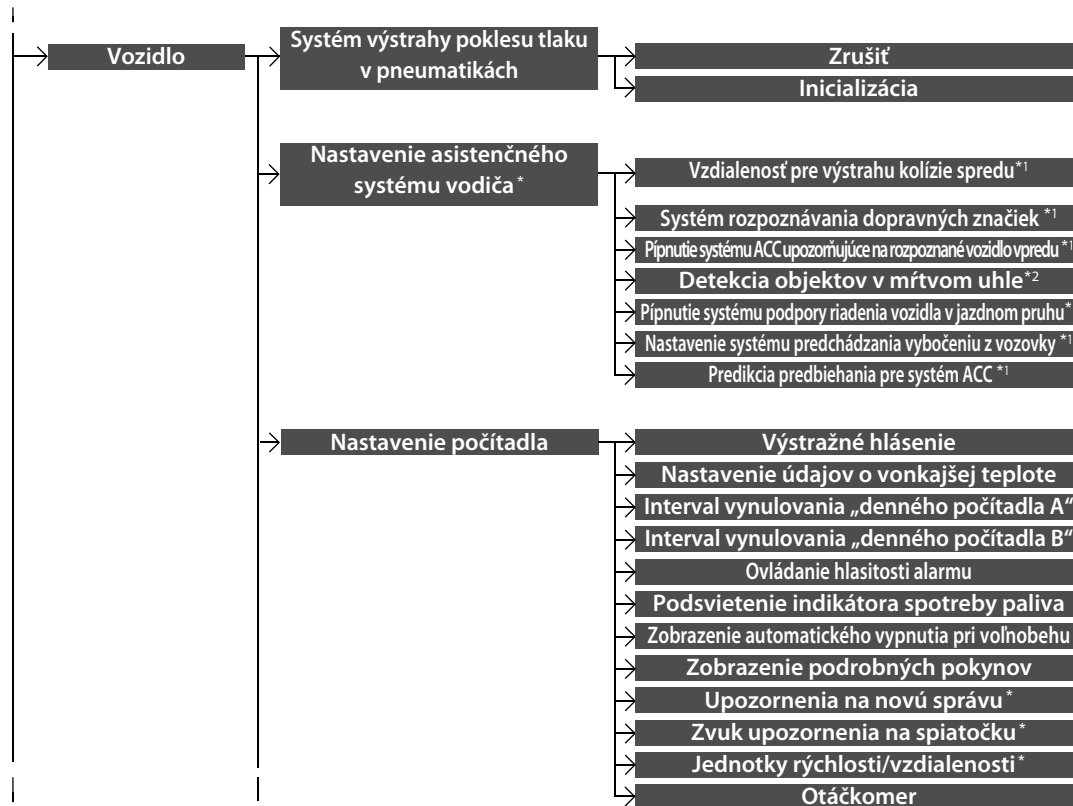 Vozidlo
Systém výstrahy poklesu tlaku
v pneumatikách
Zrušiť
Inicializácia
Nastavenie asistenčného
systému vodiča*
Vzdialenosť pre výstrahu kolízie spredu*1
Systém rozpoznávania dopravných značiek *1
Pípnutie systému ACC upozorňujúce na rozpoznané vozidlo vpredu *1
Detekcia objektov v mŕtvom uhle*2
Pípnutie systému podpory riadenia vozidla v jazdnom pruhu*
Nastavenie systému predchádzania vybočeniu z vozovky *1
Predikcia predbiehania pre systém ACC *1
Nastavenie počítadla
Výstražné hlásenie
Nastavenie údajov o vonkajšej teplote
Interval vynulovania „denného počítadla A“
Interval vynulovania „denného počítadla B“
Ovládanie hlasitosti alarmu
Podsvietenie indikátora spotreby paliva
Zobrazenie automatického vypnutia pri voľnobehu
Zobrazenie podrobných pokynov
Upozornenia na novú správu*
Zvuk upozornenia na spiatočku*
Jednotky rýchlosti/vzdialenosti*
Otáčkomer